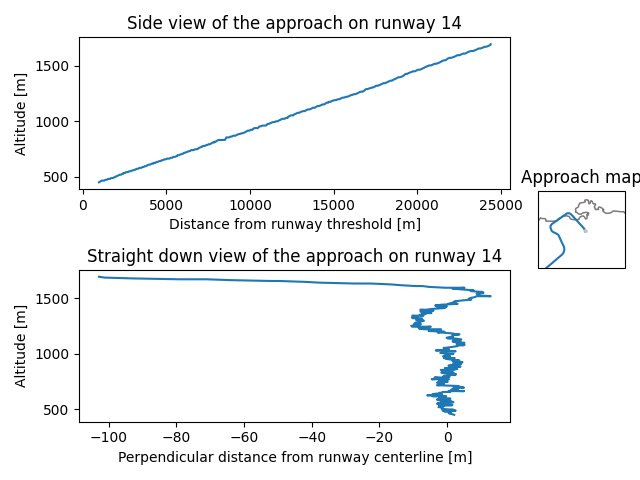 Side view of the approach on runway 14
Altitude [m]
1500
1000
500
0
5000
10000
15000
20000
25000
Distance from runway threshold [m]
Approach map
Straight down view of the approach on runway 14
Altitude [m]
1500
1000
500
−100
−80
−60
−40
−20
0
Perpendicular distance from runway centerline [m]